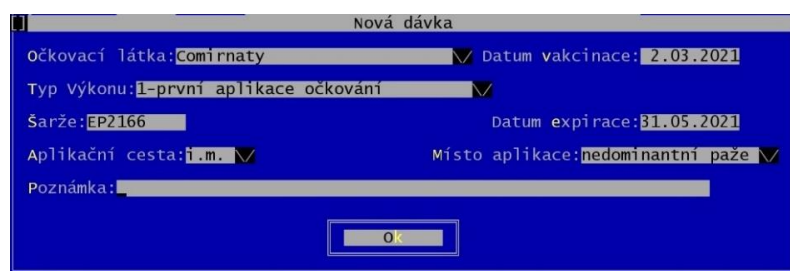 [] Nová dávka
Očkovací látka: Comirnaty Datum vakcinace: 2.03.2021
Typ Výkonu: 1-první aplikace očkování
Šarže: EP2166 Datum expirace: 31.05.2021
Aplikační cesta: i.m. Místo aplikace: nedominantní paže
Poznámka:
Ok